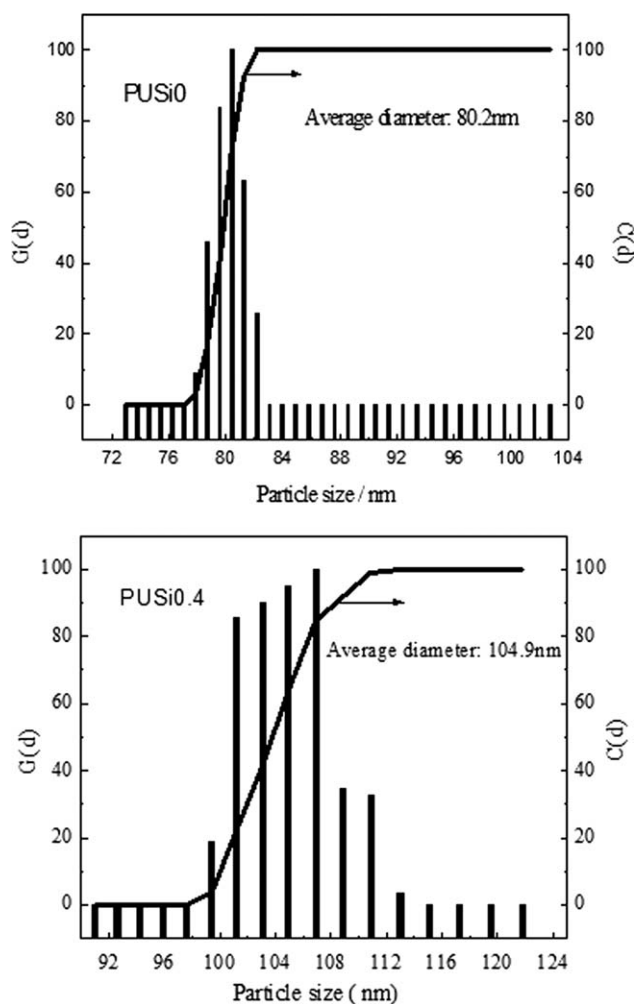 100
100
PUSi0
80
Average diameter: 80.2nm
80
60
60
G(d)
C(d)
40
40
20
20
0
0
72 76 80 84 88 92 96 100 104
Particle size / nm
100
100
PUSi0.4
80
80
Average diameter: 104.9nm
60
60
G(d)
C(d)
40
40
20
20
0
0
92 96 100 104 108 112 116 120 124
Particle size ( nm)